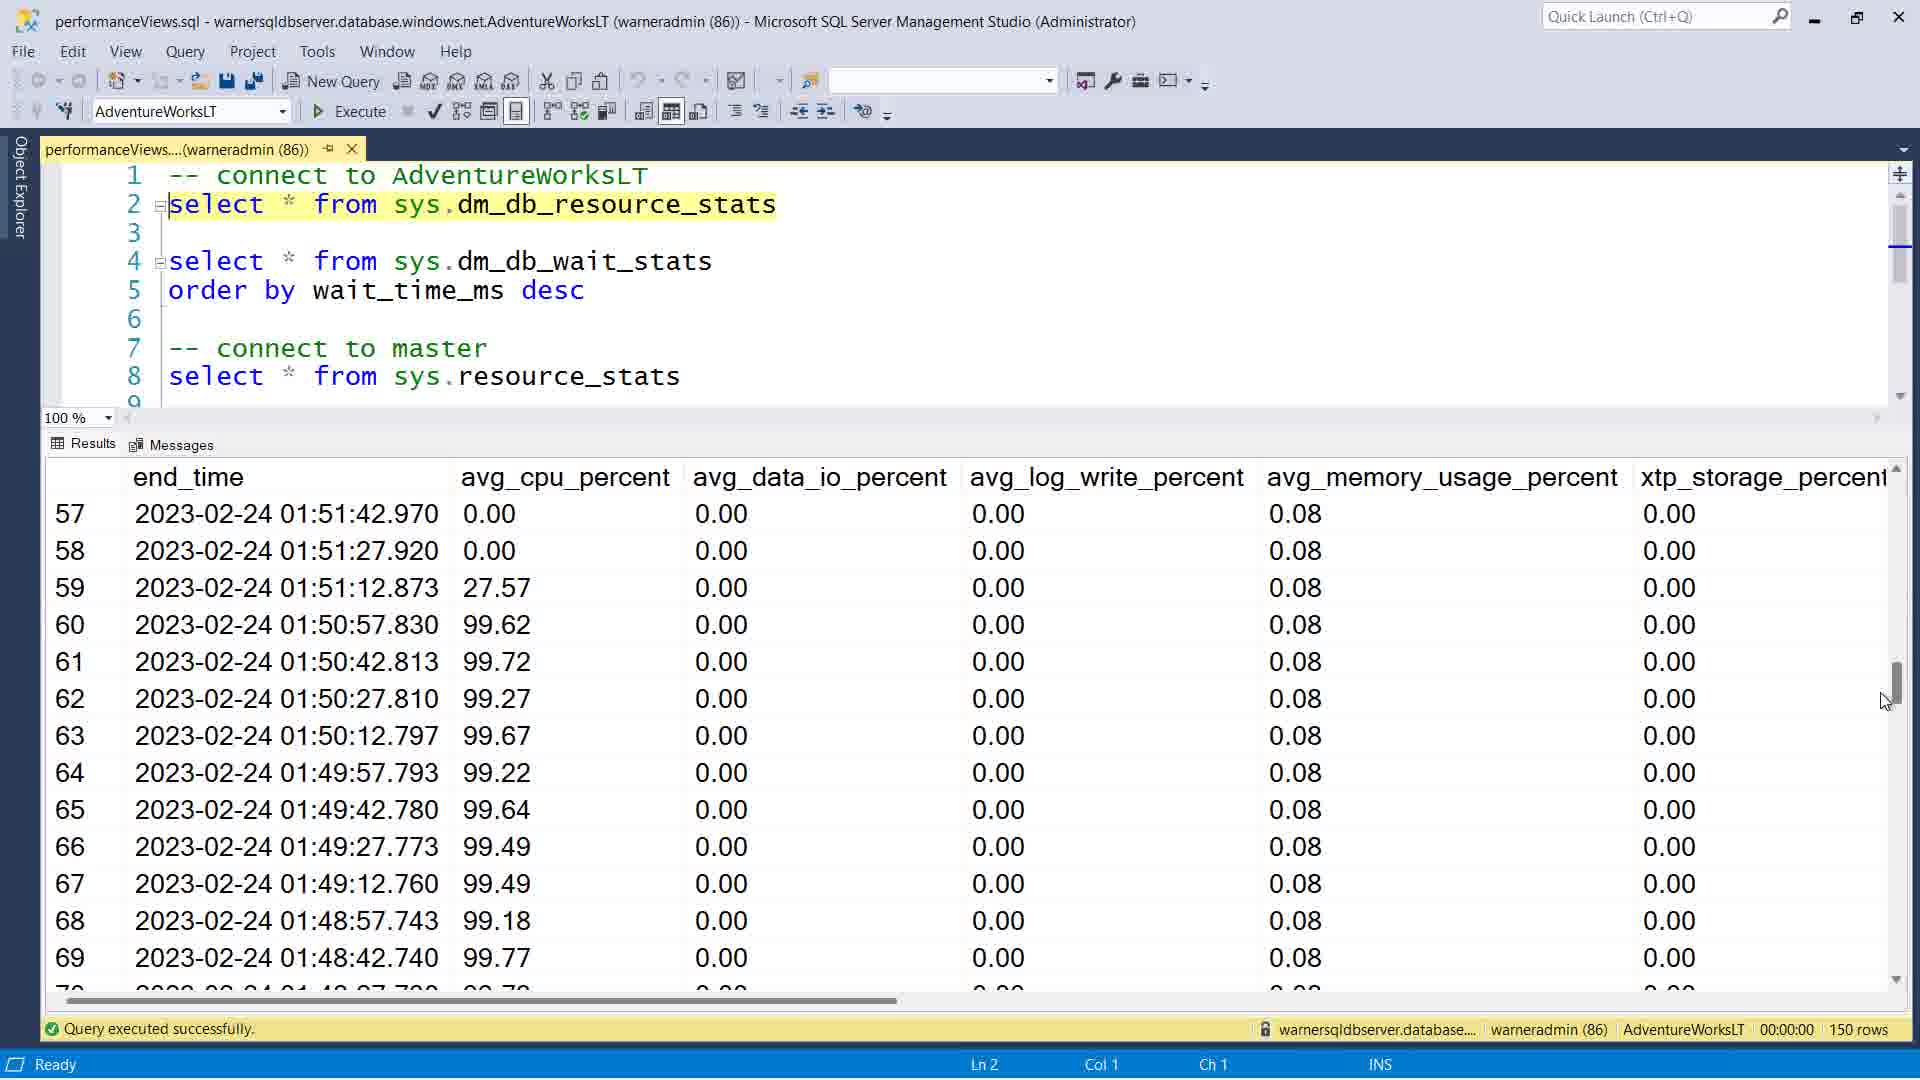 performanceViews.sql - warnersqldbserver.database.windows.net.AdventureWorksLT (warneradmin (86)) - Microsoft SQL Server Management Studio (Administrator)
Quick Launch (Ctrl+Q)
File Edit View Query Project Tools Window Help
New Query
AdventureWorksLT Execute
Object Explorer
performanceViews....(warneradmin (86))
1 -- connect to AdventureWorksLT
2 select * from sys.dm_db_resource_stats
3
4 select * from sys.dm_db_wait_stats
5 order by wait_time_ms desc
6
7 -- connect to master
8 select * from sys.resource_stats
9
100 %
Results Messages
end_time avg_cpu_percent avg_data_io_percent avg_log_write_percent avg_memory_usage_percent xtp_storage_percent
57 2023-02-24 01:51:42.970 0.00 0.00 0.00 0.08 0.00
58 2023-02-24 01:51:27.920 0.00 0.00 0.00 0.08 0.00
59 2023-02-24 01:51:12.873 27.57 0.00 0.00 0.08 0.00
60 2023-02-24 01:50:57.830 99.62 0.00 0.00 0.08 0.00
61 2023-02-24 01:50:42.813 99.72 0.00 0.00 0.08 0.00
62 2023-02-24 01:50:27.810 99.27 0.00 0.00 0.08 0.00
63 2023-02-24 01:50:12.797 99.67 0.00 0.00 0.08 0.00
64 2023-02-24 01:49:57.793 99.22 0.00 0.00 0.08 0.00
65 2023-02-24 01:49:42.780 99.64 0.00 0.00 0.08 0.00
66 2023-02-24 01:49:27.773 99.49 0.00 0.00 0.08 0.00
67 2023-02-24 01:49:12.760 99.49 0.00 0.00 0.08 0.00
68 2023-02-24 01:48:57.743 99.18 0.00 0.00 0.08 0.00
69 2023-02-24 01:48:42.740 99.77 0.00 0.00 0.08 0.00
Query executed successfully. warnersqldbserver.database.... warneradmin (86) AdventureWorksLT 00:00:00 150 rows
Ready Ln 2 Col 1 Ch 1 INS